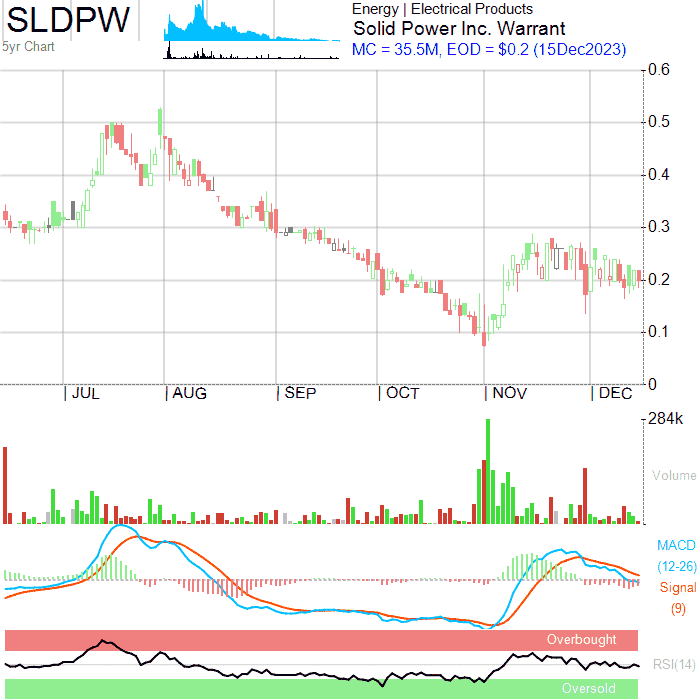 SLDPW
5yr Chart
Energy | Electrical Products
Solid Power Inc. Warrant
MC = 35.5M, EOD = $0.2 (15Dec2023)
0.6
0.5
0.4
0.3
0.2
0.1
0
JUL
AUG
SEP
OCT
NOV
DEC
284k
Volume
MACD
(12-26)
Signal
(9)
Overbought
RSI(14)
Oversold